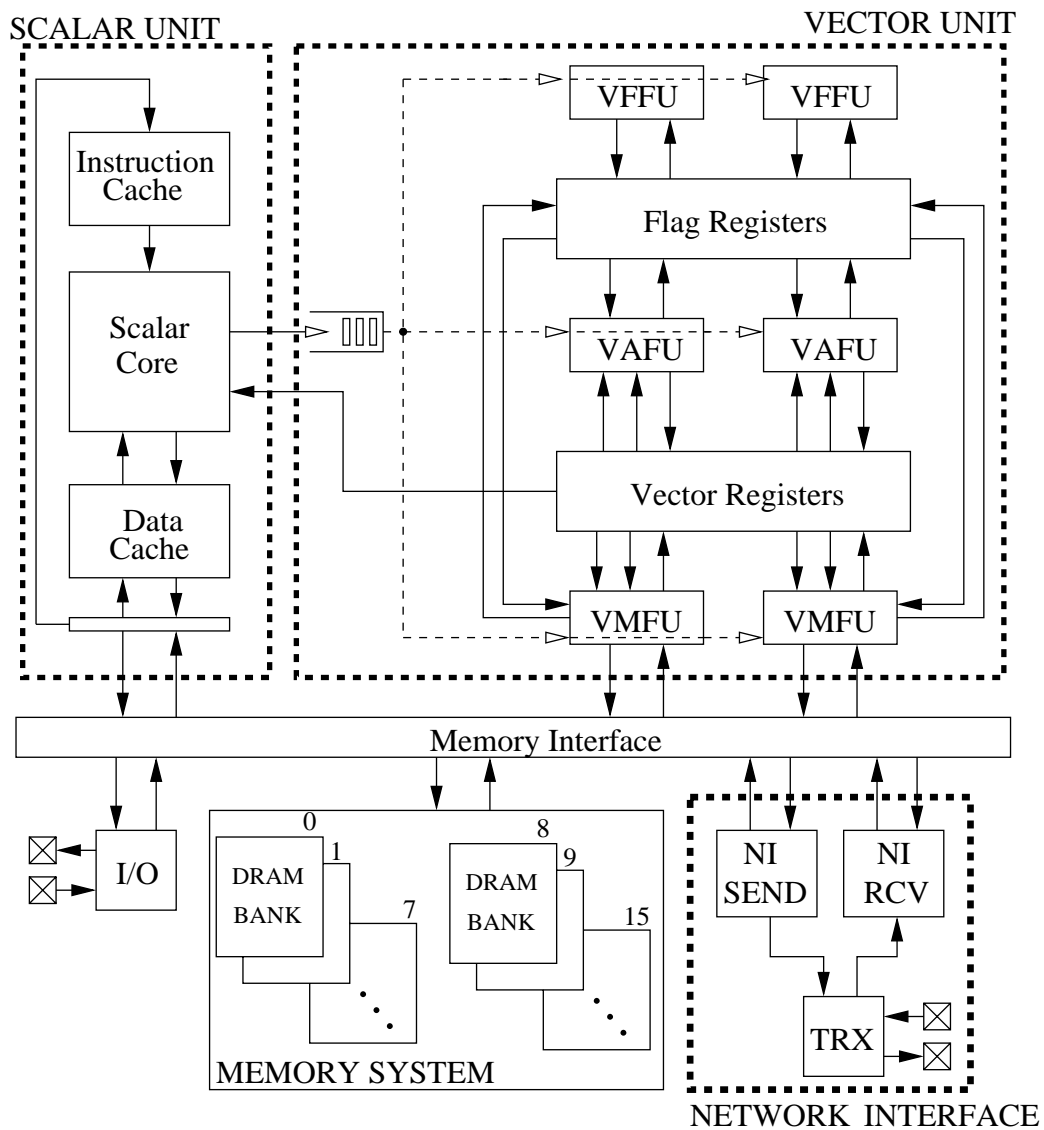 SCALAR UNIT
VECTOR UNIT
VFFU
VFFU
Instruction
Cache
Flag Registers
Scalar
Core
VAFU
VAFU
Vector Registers
Data
Cache
VMFU
VMFU
Memory Interface
I/O
0
1
7
DRAM
BANK
8
9
15
DRAM
BANK
MEMORY SYSTEM
NI
SEND
NI
RCV
TRX
NETWORK INTERFACE